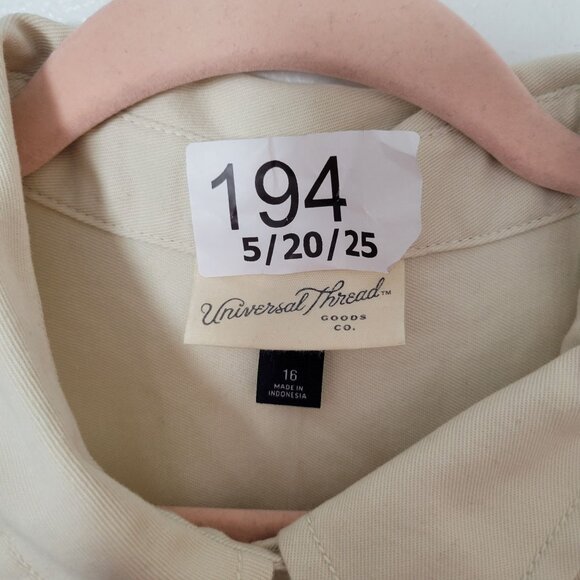 194
5/20/25
Universal Thread™
GOODS
CO.
16
MADE IN
INDONESIA